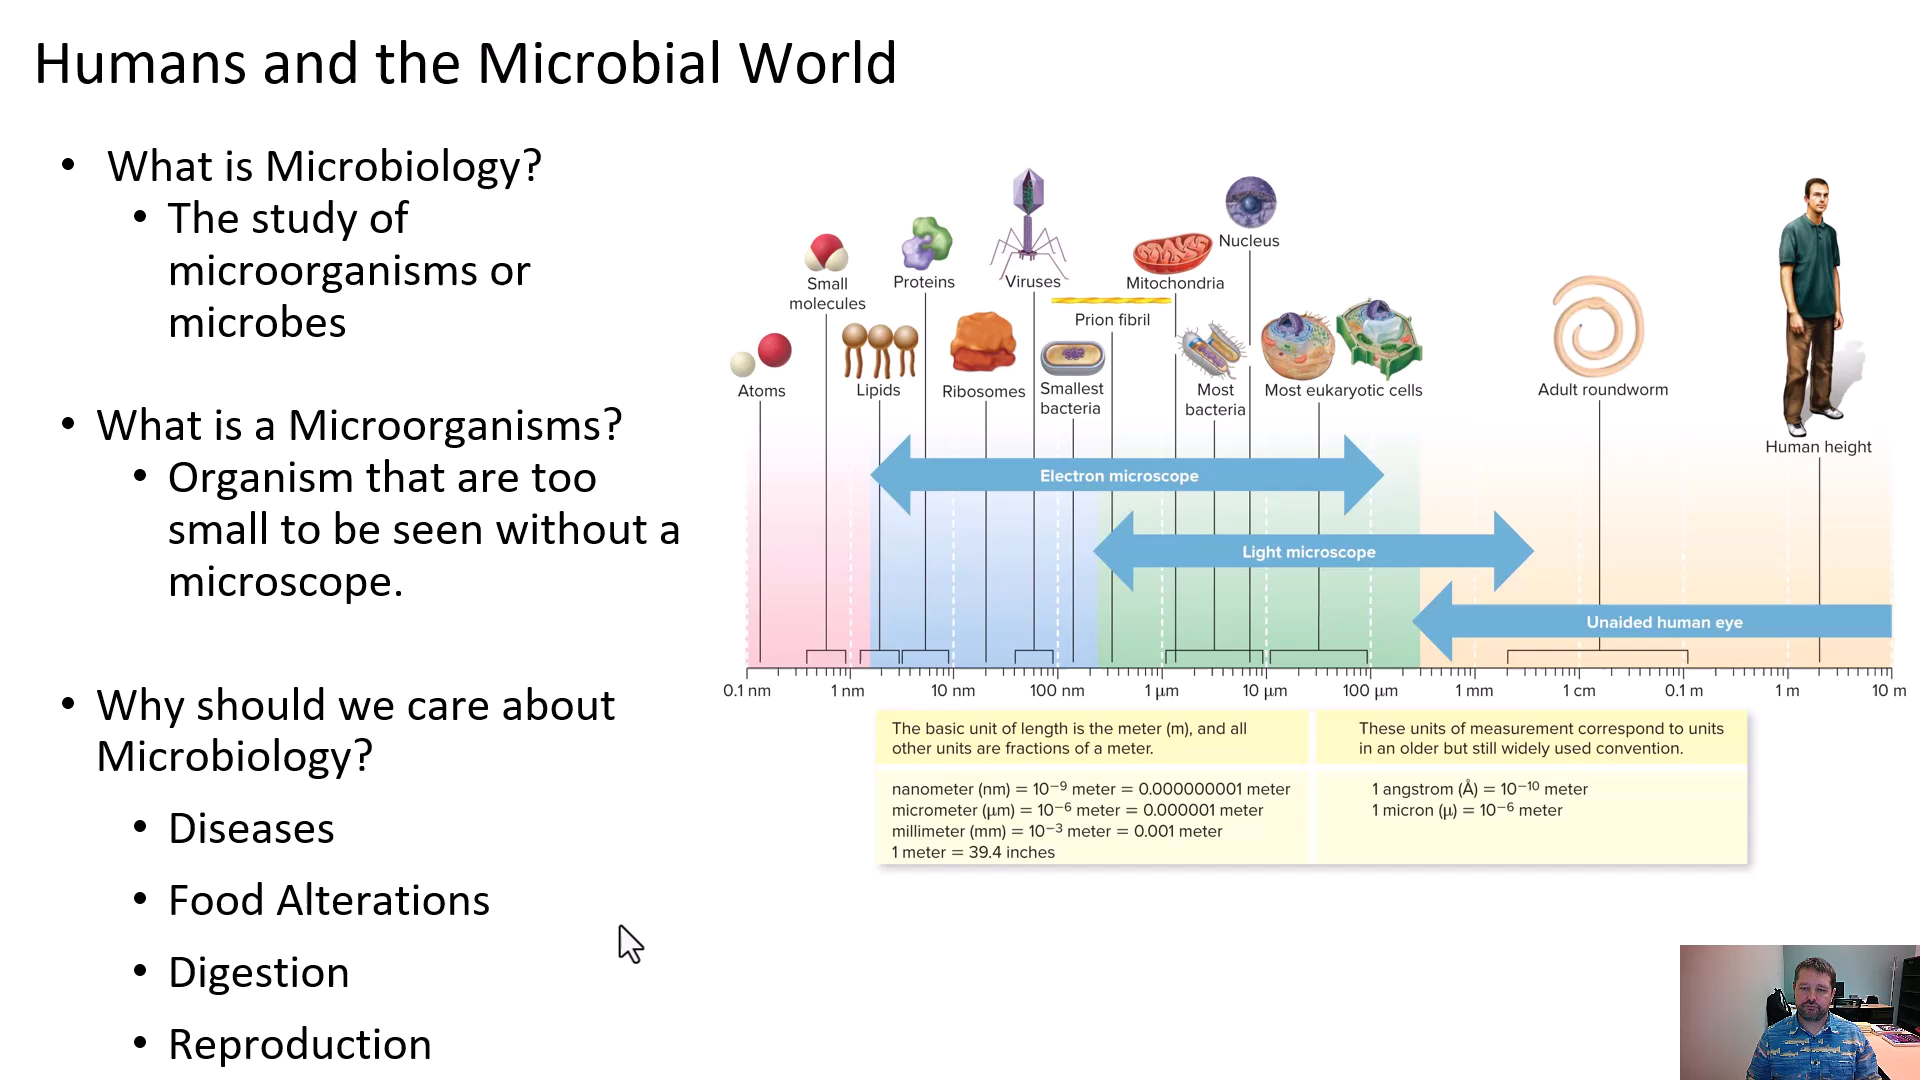 Humans and the Microbial World
• What is Microbiology?
• The study of
microorganisms or
microbes
• What is a Microorganisms?
• Organism that are too
small to be seen without a
microscope.
• Why should we care about
Microbiology?
• Diseases
• Food Alterations
• Digestion
• Reproduction
Atoms
Small
molecules
Lipids
Proteins
Ribosomes
Viruses
Smallest
bacteria
Prion fibril
Mitochondria
Most
bacteria
Nucleus
Most eukaryotic cells
Adult roundworm
Human height
Electron microscope
Light microscope
Unaided human eye
0.1 nm 1 nm 10 nm 100 nm 1 μm 10 μm 100 μm 1 mm 1 cm 0.1 m 1 m 10 m
The basic unit of length is the meter (m), and all
other units are fractions of a meter.
nanometer (nm) = 10⁻⁹ meter = 0.000000001 meter
micrometer (μm) = 10⁻⁶ meter = 0.000001 meter
millimeter (mm) = 10⁻³ meter = 0.001 meter
1 meter = 39.4 inches
These units of measurement correspond to units
in an older but still widely used convention.
1 angstrom (Å) = 10⁻¹⁰ meter
1 micron (μ) = 10⁻⁶ meter